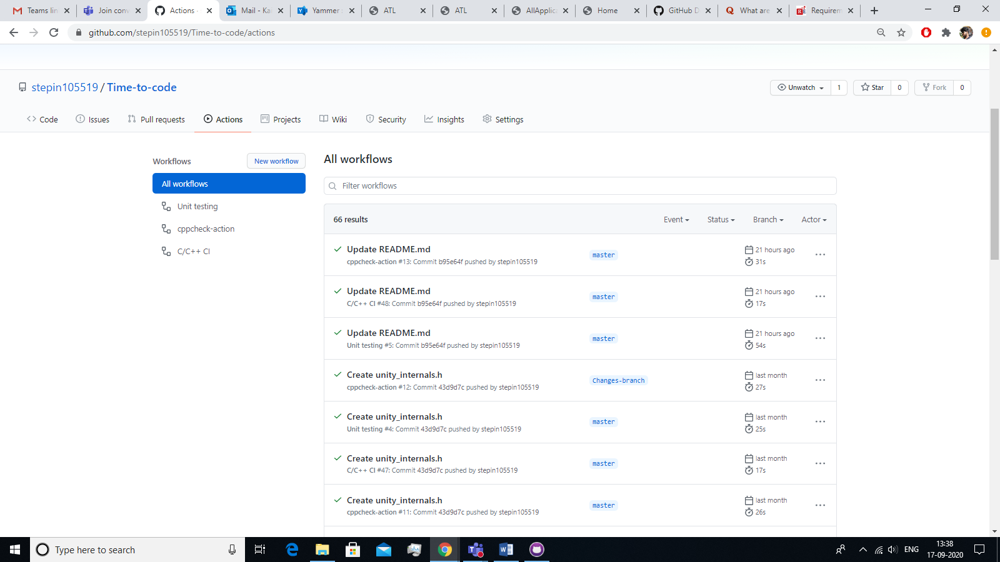 Teams lin
Join conv
Actions ·
Mail - Kal
Yammer :
ATL
ATL
AllApplica
Home
GitHub D
What are
Requirem
github.com/stepin105519/Time-to-code/actions
stepin105519 / Time-to-code
Unwatch 1
Star 0
Fork 0
Code
Issues
Pull requests
Actions
Projects
Wiki
Security
Insights
Settings
Workflows
New workflow
All workflows
Unit testing
cppcheck-action
C/C++ CI
All workflows
Filter workflows
66 results
Event
Status
Branch
Actor
Update README.md
cppcheck-action #13: Commit b95e64f pushed by stepin105519
master
21 hours ago
31s
Update README.md
C/C++ CI #48: Commit b95e64f pushed by stepin105519
master
21 hours ago
17s
Update README.md
Unit testing #5: Commit b95e64f pushed by stepin105519
master
21 hours ago
54s
Create unity_internals.h
cppcheck-action #12: Commit 43d9d7c pushed by stepin105519
Changes-branch
last month
27s
Create unity_internals.h
Unit testing #4: Commit 43d9d7c pushed by stepin105519
master
last month
25s
Create unity_internals.h
C/C++ CI #47: Commit 43d9d7c pushed by stepin105519
master
last month
17s
Create unity_internals.h
cppcheck-action #11: Commit 43d9d7c pushed by stepin105519
master
last month
26s
Type here to search
ENG
13:38
17-09-2020